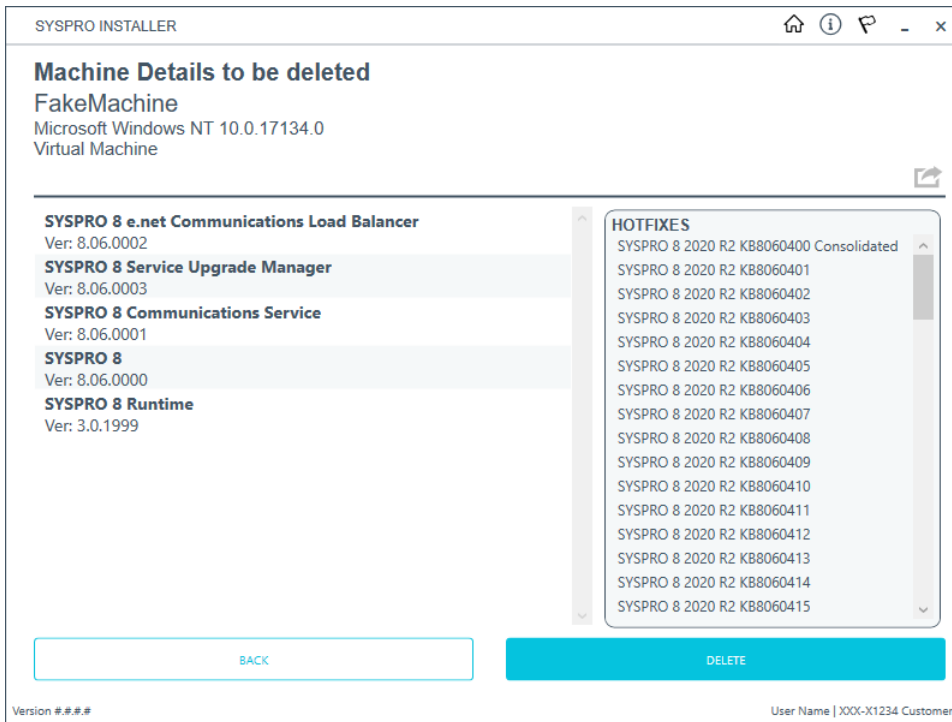 SYSPRO INSTALLER
Machine Details to be deleted
FakeMachine
Microsoft Windows NT 10.0.17134.0
Virtual Machine
SYSPRO 8 e.net Communications Load Balancer
Ver: 8.06.0002
SYSPRO 8 Service Upgrade Manager
Ver: 8.06.0003
SYSPRO 8 Communications Service
Ver: 8.06.0001
SYSPRO 8
Ver: 8.06.0000
SYSPRO 8 Runtime
Ver: 3.0.1999
HOTFIXES
SYSPRO 8 2020 R2 KB8060400 Consolidated
SYSPRO 8 2020 R2 KB8060401
SYSPRO 8 2020 R2 KB8060402
SYSPRO 8 2020 R2 KB8060403
SYSPRO 8 2020 R2 KB8060404
SYSPRO 8 2020 R2 KB8060405
SYSPRO 8 2020 R2 KB8060406
SYSPRO 8 2020 R2 KB8060407
SYSPRO 8 2020 R2 KB8060408
SYSPRO 8 2020 R2 KB8060409
SYSPRO 8 2020 R2 KB8060410
SYSPRO 8 2020 R2 KB8060411
SYSPRO 8 2020 R2 KB8060412
SYSPRO 8 2020 R2 KB8060413
SYSPRO 8 2020 R2 KB8060414
SYSPRO 8 2020 R2 KB8060415
BACK
DELETE
Version #.#.#.#
User Name | XXX-X1234 Customer